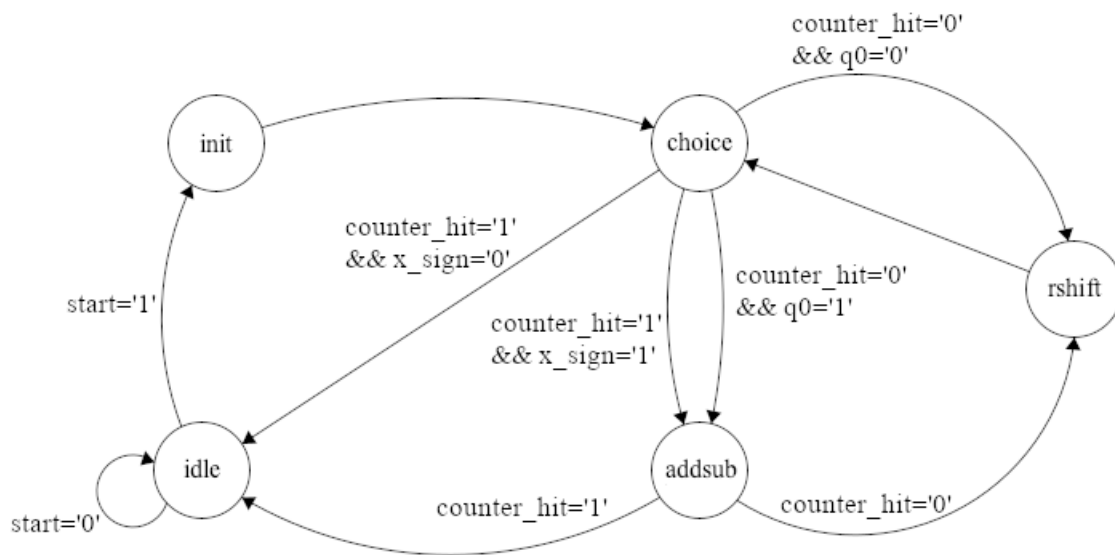 counter_hit='0'
&& q0='0'
init
choice
counter_hit='1'
&& x_sign='0'
counter_hit='0'
&& q0='1'
rshift
start='1'
counter_hit='1'
&& x_sign='1'
idle
addsub
counter_hit='1'
counter_hit='0'
start='0'